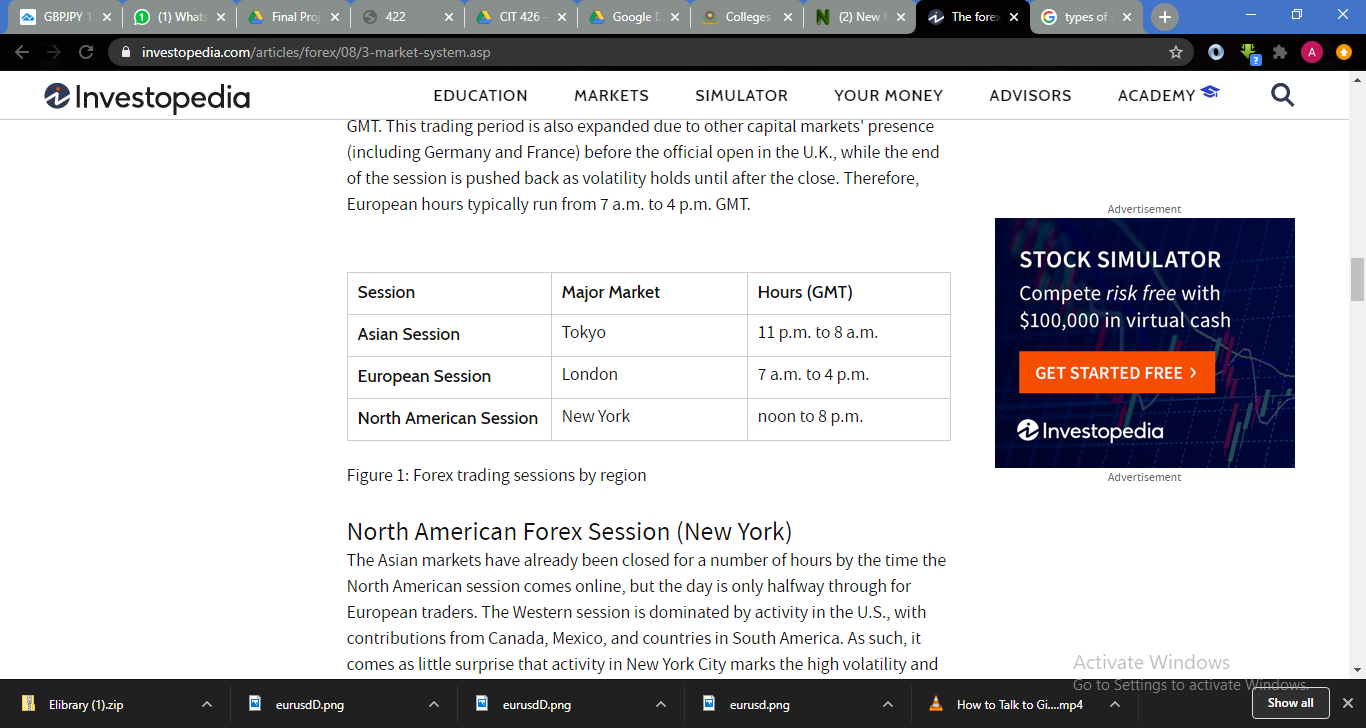 GBPJPY 1
(1) Whats
Final Proj
422
CIT 426 -
Google D
Colleges
(2) New
The forex
types of
investopedia.com/articles/forex/08/3-market-system.asp
A
Investopedia
EDUCATION
MARKETS
SIMULATOR
YOUR MONEY
ADVISORS
ACADEMY
GMT. This trading period is also expanded due to other capital markets' presence
(including Germany and France) before the official open in the U.K., while the end
of the session is pushed back as volatility holds until after the close. Therefore,
European hours typically run from 7 a.m. to 4 p.m. GMT.
Session Major Market Hours (GMT)
Asian Session Tokyo 11 p.m. to 8 a.m.
European Session London 7 a.m. to 4 p.m.
North American Session New York noon to 8 p.m.
Figure 1: Forex trading sessions by region
North American Forex Session (New York)
The Asian markets have already been closed for a number of hours by the time the
North American session comes online, but the day is only halfway through for
European traders. The Western session is dominated by activity in the U.S., with
contributions from Canada, Mexico, and countries in South America. As such, it
comes as little surprise that activity in New York City marks the high volatility and
Advertisement
STOCK SIMULATOR
Compete risk free with
$100,000 in virtual cash
GET STARTED FREE >
Investopedia
Advertisement
Activate Windows
Go to Settings to activate Windows.
Elibrary (1).zip
eurusdD.png
eurusdD.png
eurusd.png
How to Talk to Gi....mp4
Show all